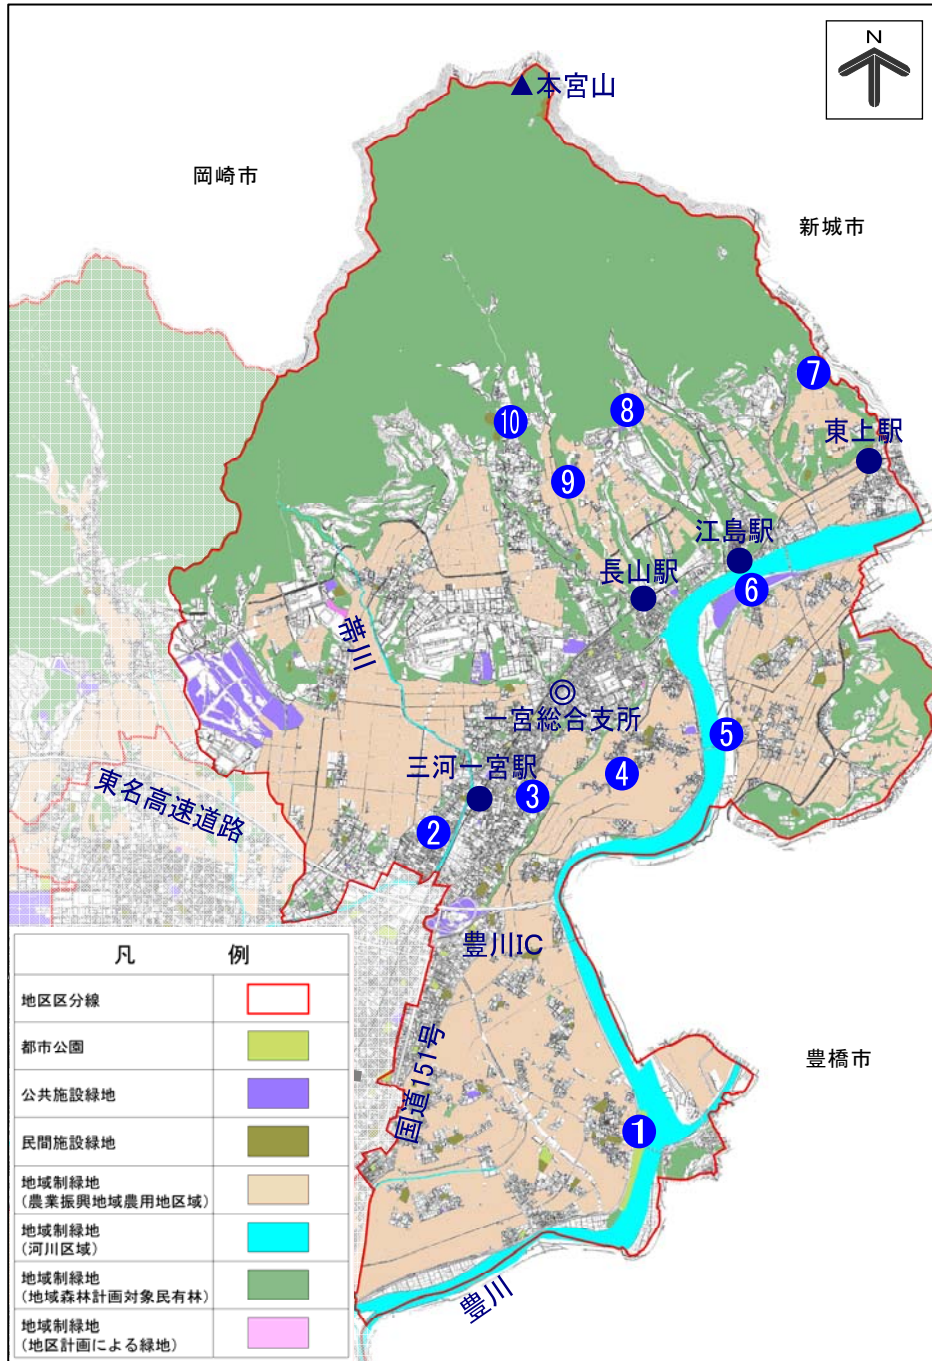 N
▲本宮山
岡崎市
新城市
7
8
10
東上駅
9
江島駅
長山駅
6
帯川
一宮総合支所
5
三河一宮駅
4
3
東名高速道路
2
豊川IC
凡 例
地区区分線
都市公園
公共施設緑地
民間施設緑地
地域制緑地
(農業振興地域農用地区域)
地域制緑地
(河川区域)
地域制緑地
(地域森林計画対象民有林)
地域制緑地
(地区計画による緑地)
国道151号
豊橋市
1
豊川